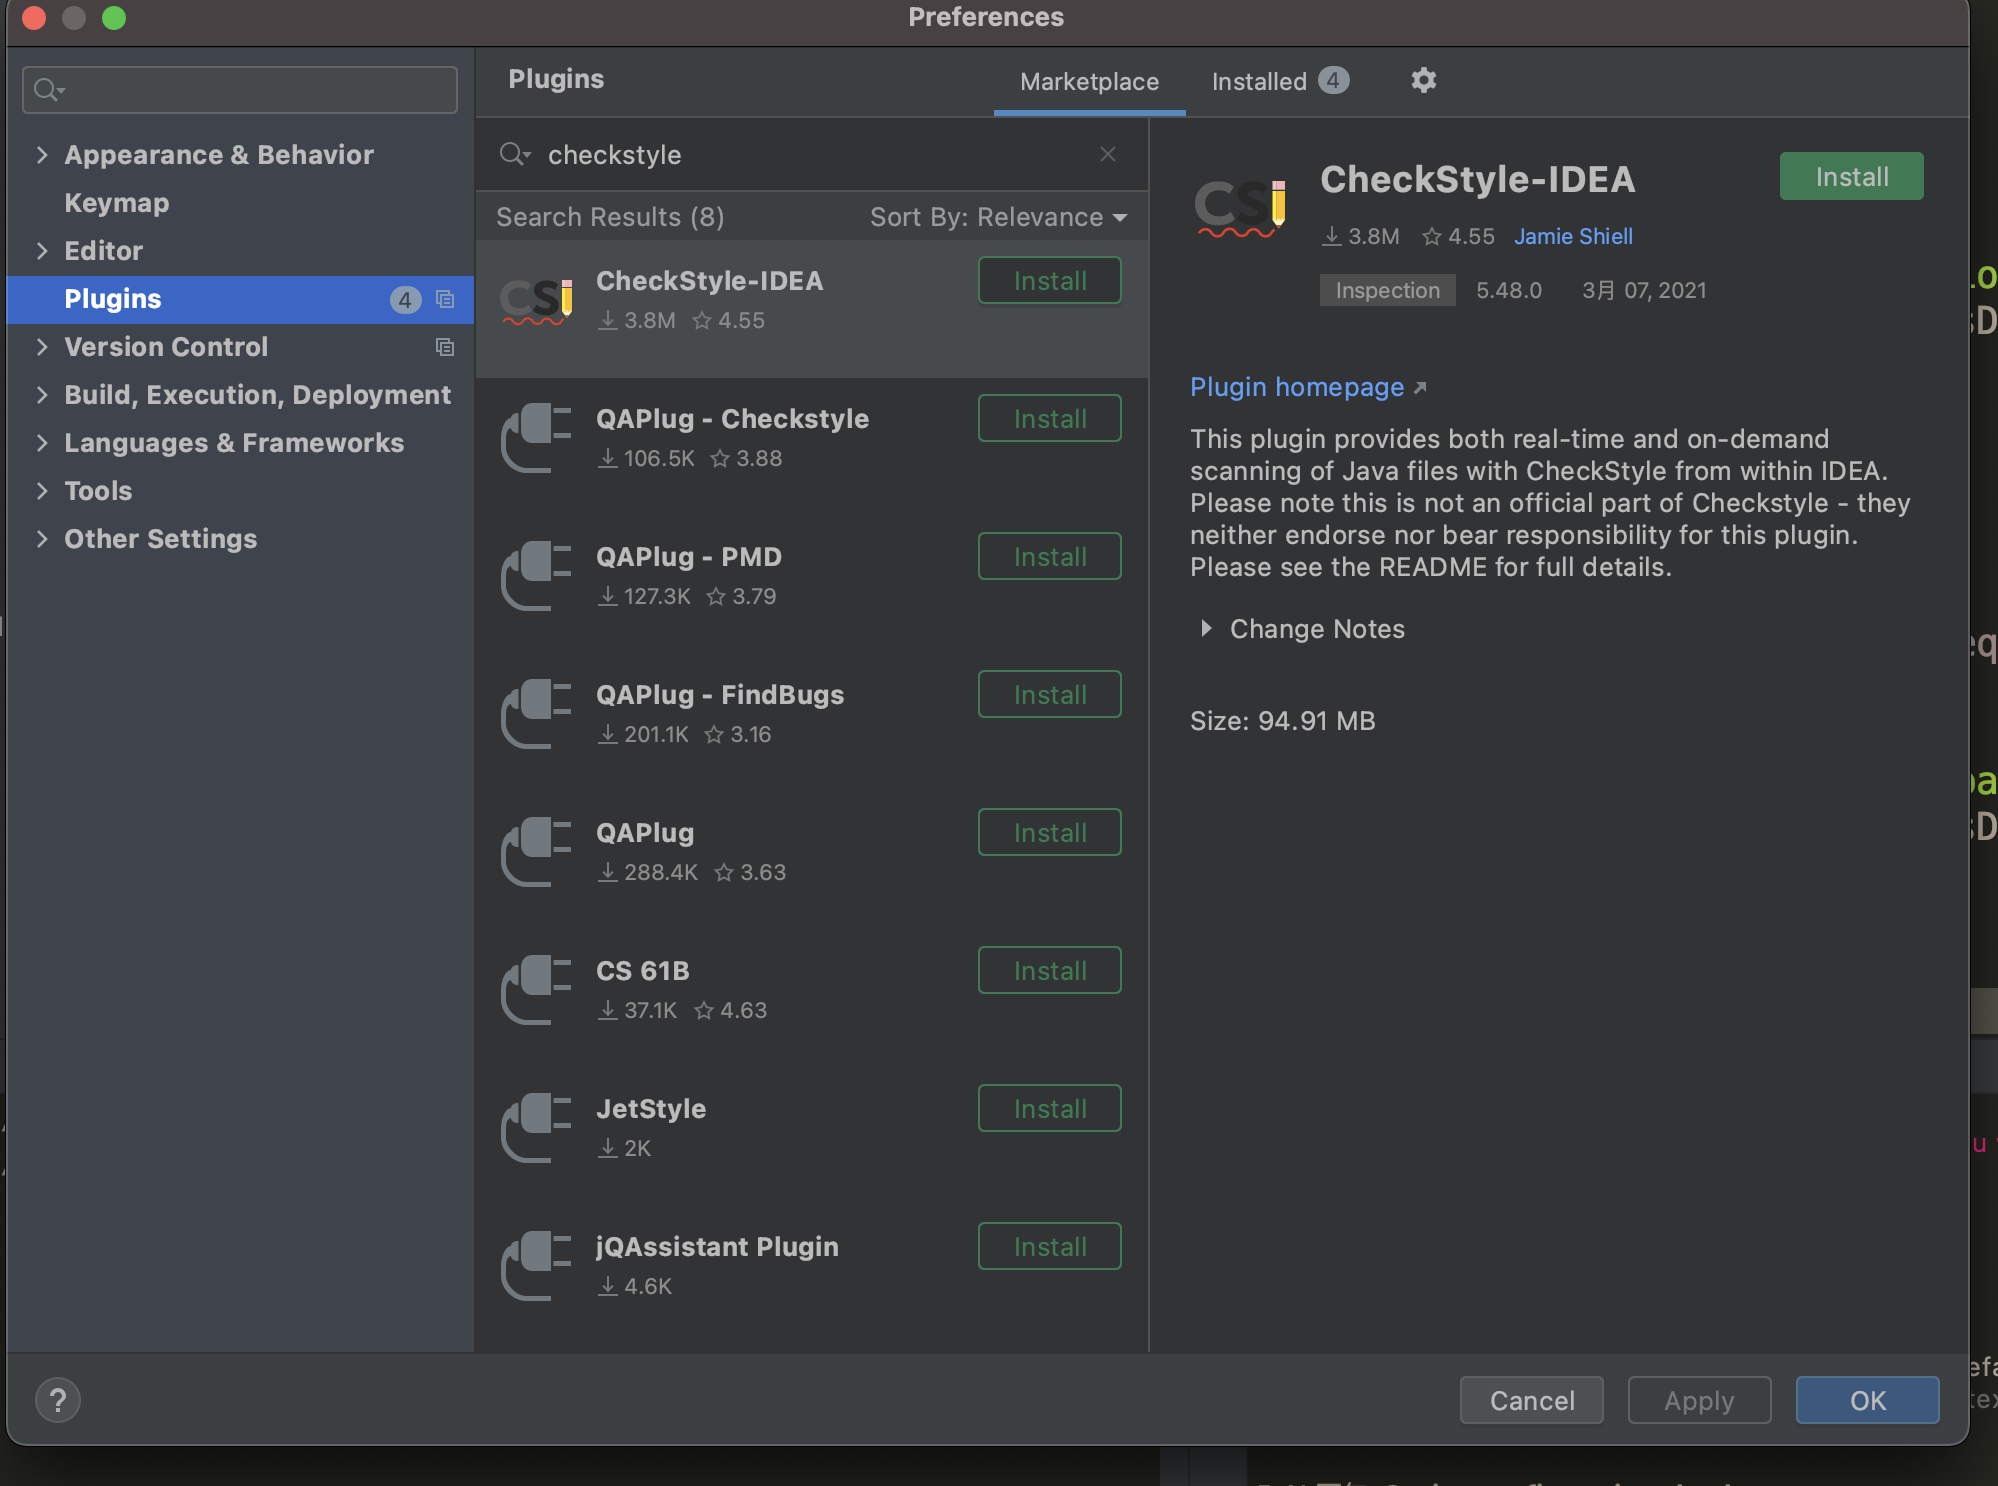 Preferences
Plugins
Marketplace
Installed 4
Appearance & Behavior
Keymap
Editor
Plugins 4
Version Control
Build, Execution, Deployment
Languages & Frameworks
Tools
Other Settings
checkstyle
Search Results (8)
Sort By: Relevance
CheckStyle-IDEA
Install
3.8M 4.55
QAPlug - Checkstyle
Install
106.5K 3.88
QAPlug - PMD
Install
127.3K 3.79
QAPlug - FindBugs
Install
201.1K 3.16
QAPlug
Install
288.4K 3.63
CS 61B
Install
37.1K 4.63
JetStyle
Install
2K
jQAssistant Plugin
Install
4.6K
CS
CheckStyle-IDEA
Install
3.8M 4.55 Jamie Shiell
Inspection 5.48.0 3月 07, 2021
Plugin homepage
This plugin provides both real-time and on-demand
scanning of Java files with CheckStyle from within IDEA.
Please note this is not an official part of Checkstyle - they
neither endorse nor bear responsibility for this plugin.
Please see the README for full details.
Change Notes
Size: 94.91 MB
?
Cancel
Apply
OK